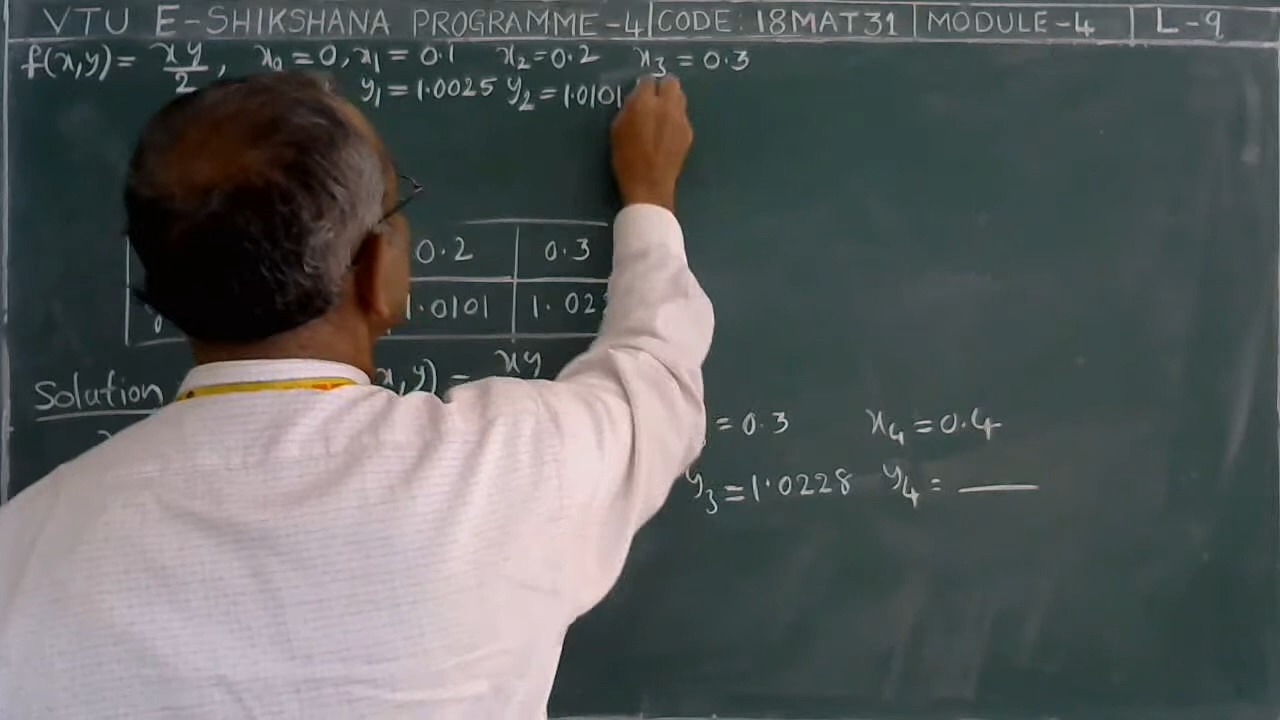 VTU E-SHIKSHANA PROGRAMME-4 CODE: 18MAT31 MODULE-4 L-9
f(x,y) = xy/2, x₀ = 0, x₁ = 0.1 x₂ = 0.2 x₃ = 0.3
y₁ = 1.0025 y₂ = 1.0101
0.2 0.3
1.0101 1.02
Solution x,y) = xy
= 0.3 x₄ = 0.4
y₃ = 1.0228 y₄ = ___